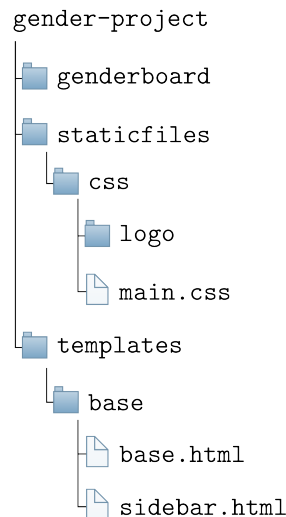 gender-project
genderboard
staticfiles
css
logo
main.css
templates
base
base.html
sidebar.html